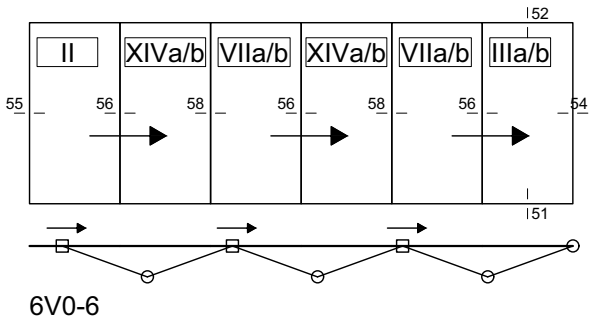 52
II XIVa/b VIIa/b XIVa/b VIIa/b IIIa/b
55 56 58 56 58 56 54
51
6V0-6